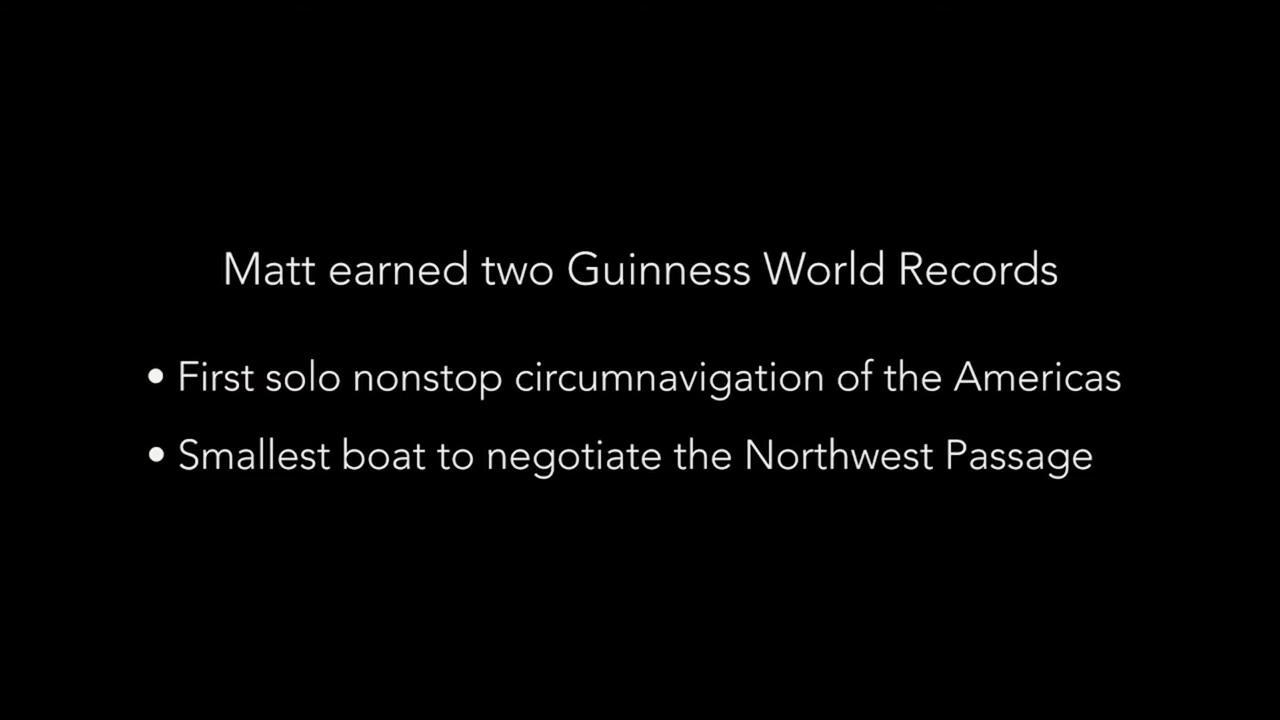 Matt earned two Guinness World Records
• First solo nonstop circumnavigation of the Americas
• Smallest boat to negotiate the Northwest Passage